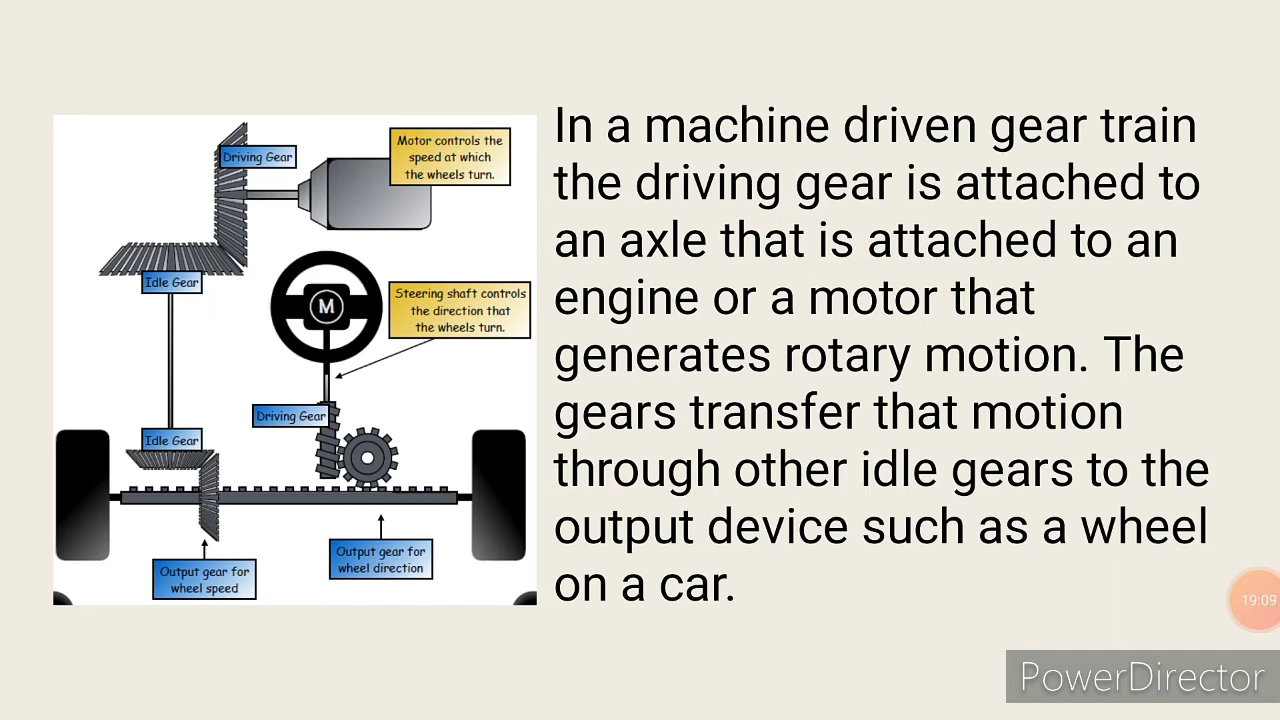 Driving Gear
Motor controls the
speed at which
the wheels turn.
Idle Gear
M
Steering shaft controls
the direction that
the wheels turn.
Driving Gear
Idle Gear
Output gear for
wheel direction
Output gear for
wheel speed
In a machine driven gear train
the driving gear is attached to
an axle that is attached to an
engine or a motor that
generates rotary motion. The
gears transfer that motion
through other idle gears to the
output device such as a wheel
on a car.
19:09
PowerDirector